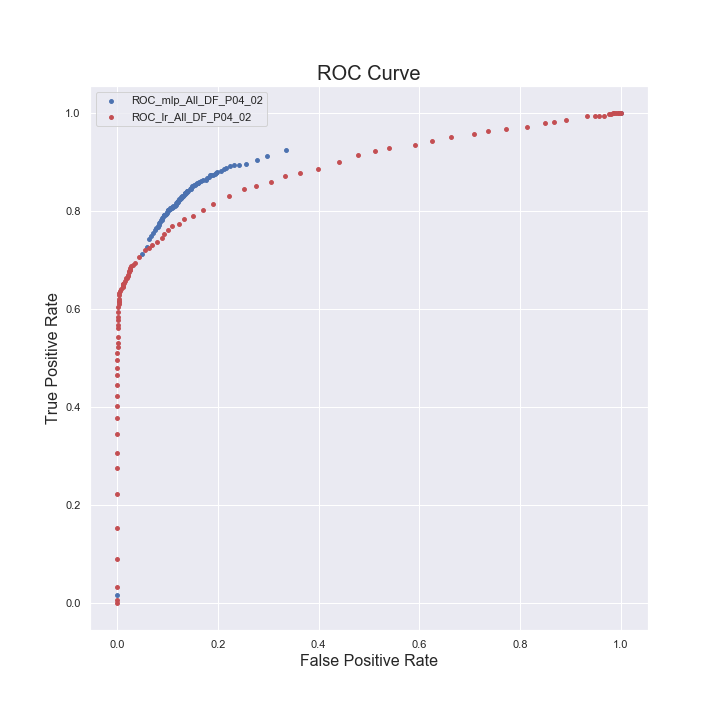 ROC Curve
ROC_mlp_All_DF_P04_02
ROC_lr_All_DF_P04_02
1.0
0.8
0.6
0.4
0.2
0.0
True Positive Rate
0.0 0.2 0.4 0.6 0.8 1.0
False Positive Rate